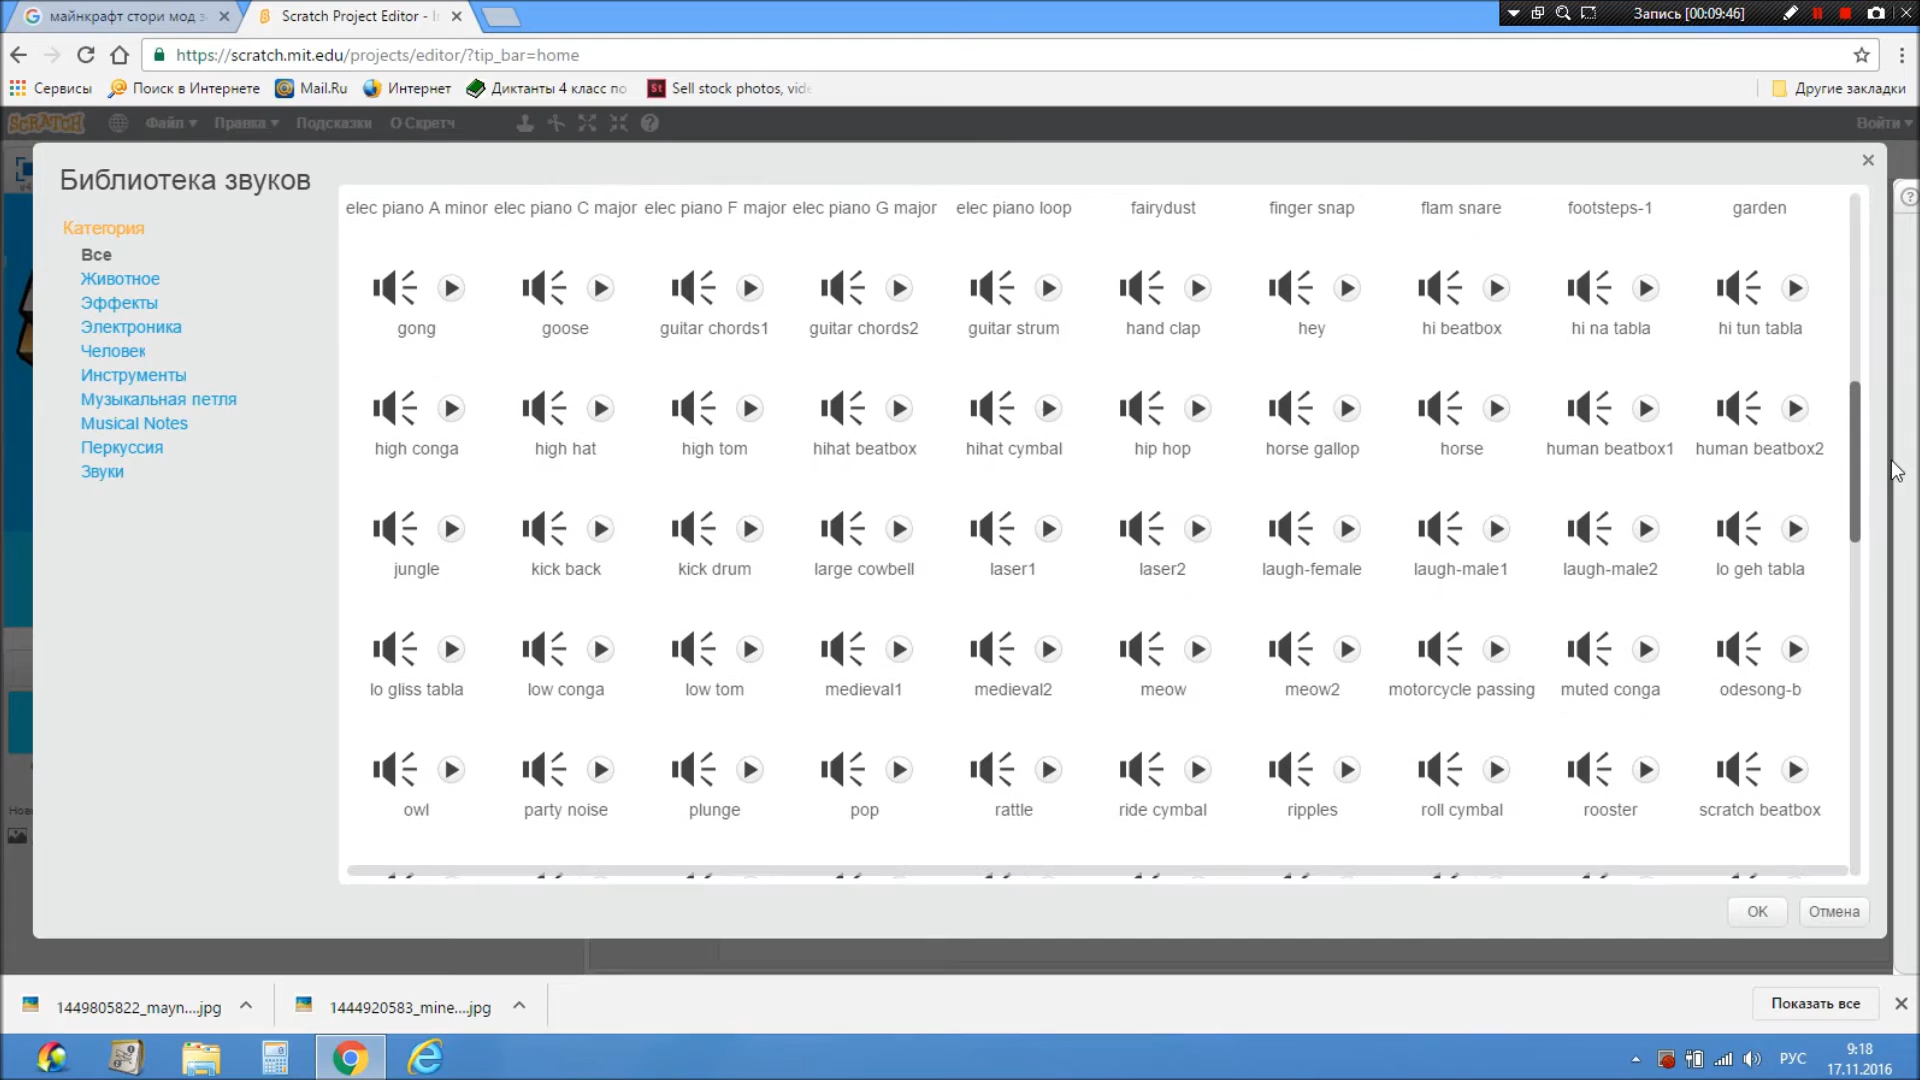 майнкрафт стори мод
Scratch Project Editor - I
Запись [00:09:46]
https://scratch.mit.edu/projects/editor/?tip_bar=home
Сервисы Поиск в Интернете Mail.Ru Интернет Диктанты 4 класс по Sell stock photos, vide Другие закладки
SCRATCH Файл Правка Подсказки О Скретч Войти
Библиотека звуков
Категория
Все
Животное
Эффекты
Электроника
Человек
Инструменты
Музыкальная петля
Musical Notes
Перкуссия
Звуки
elec piano A minor elec piano C major elec piano F major elec piano G major elec piano loop fairydust finger snap flam snare footsteps-1 garden
gong goose guitar chords1 guitar chords2 guitar strum hand clap hey hi beatbox hi na tabla hi tun tabla
high conga high hat high tom hihat beatbox hihat cymbal hip hop horse gallop horse human beatbox1 human beatbox2
jungle kick back kick drum large cowbell laser1 laser2 laugh-female laugh-male1 laugh-male2 lo geh tabla
lo gliss tabla low conga low tom medieval1 medieval2 meow meow2 motorcycle passing muted conga odesong-b
owl party noise plunge pop rattle ride cymbal ripples roll cymbal rooster scratch beatbox
OK Отмена
1449805822_mayn....jpg 1444920583_mine....jpg Показать все
РУС
9:18
17.11.2016